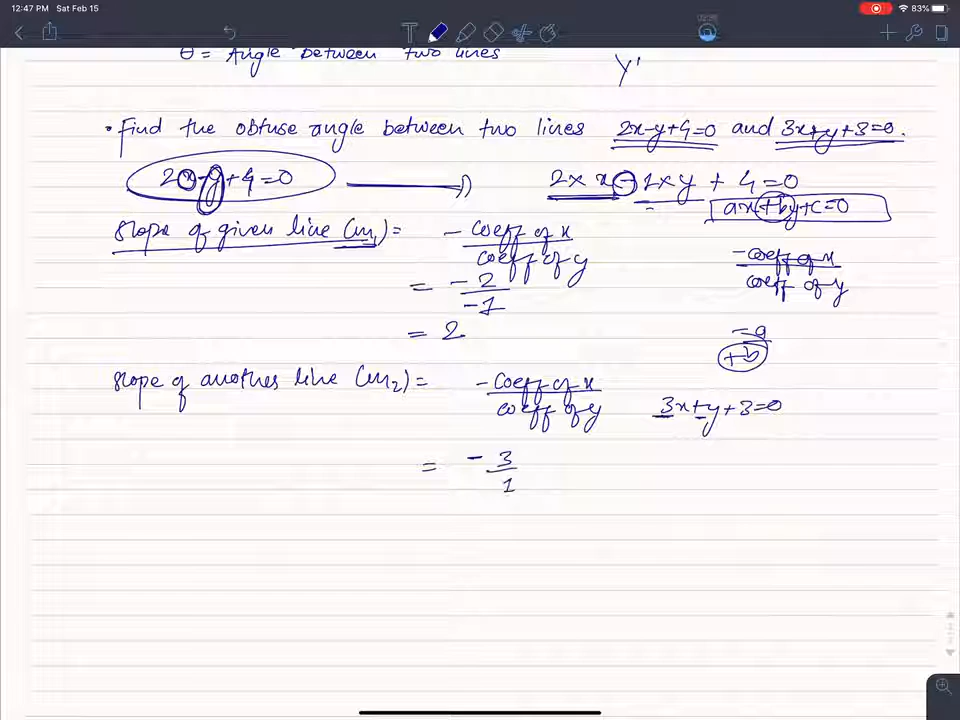 12:47 PM Sat Feb 15
83%
θ = Angle between two lines
Y'
• Find the obtuse angle between two lines 2x-y+4=0 and 3x+y+3=0.
2x-y+4=0 → 2×x-1×y+4=0
ax+by+c=0
slope of given line (m₁) = - coeff of x / coeff of y
- coeff of x / coeff of y
= -2 / -1
= 2
-a / +b
slope of another line (m₂) = - coeff of x / coeff of y
3x+y+3=0
= - 3 / 1